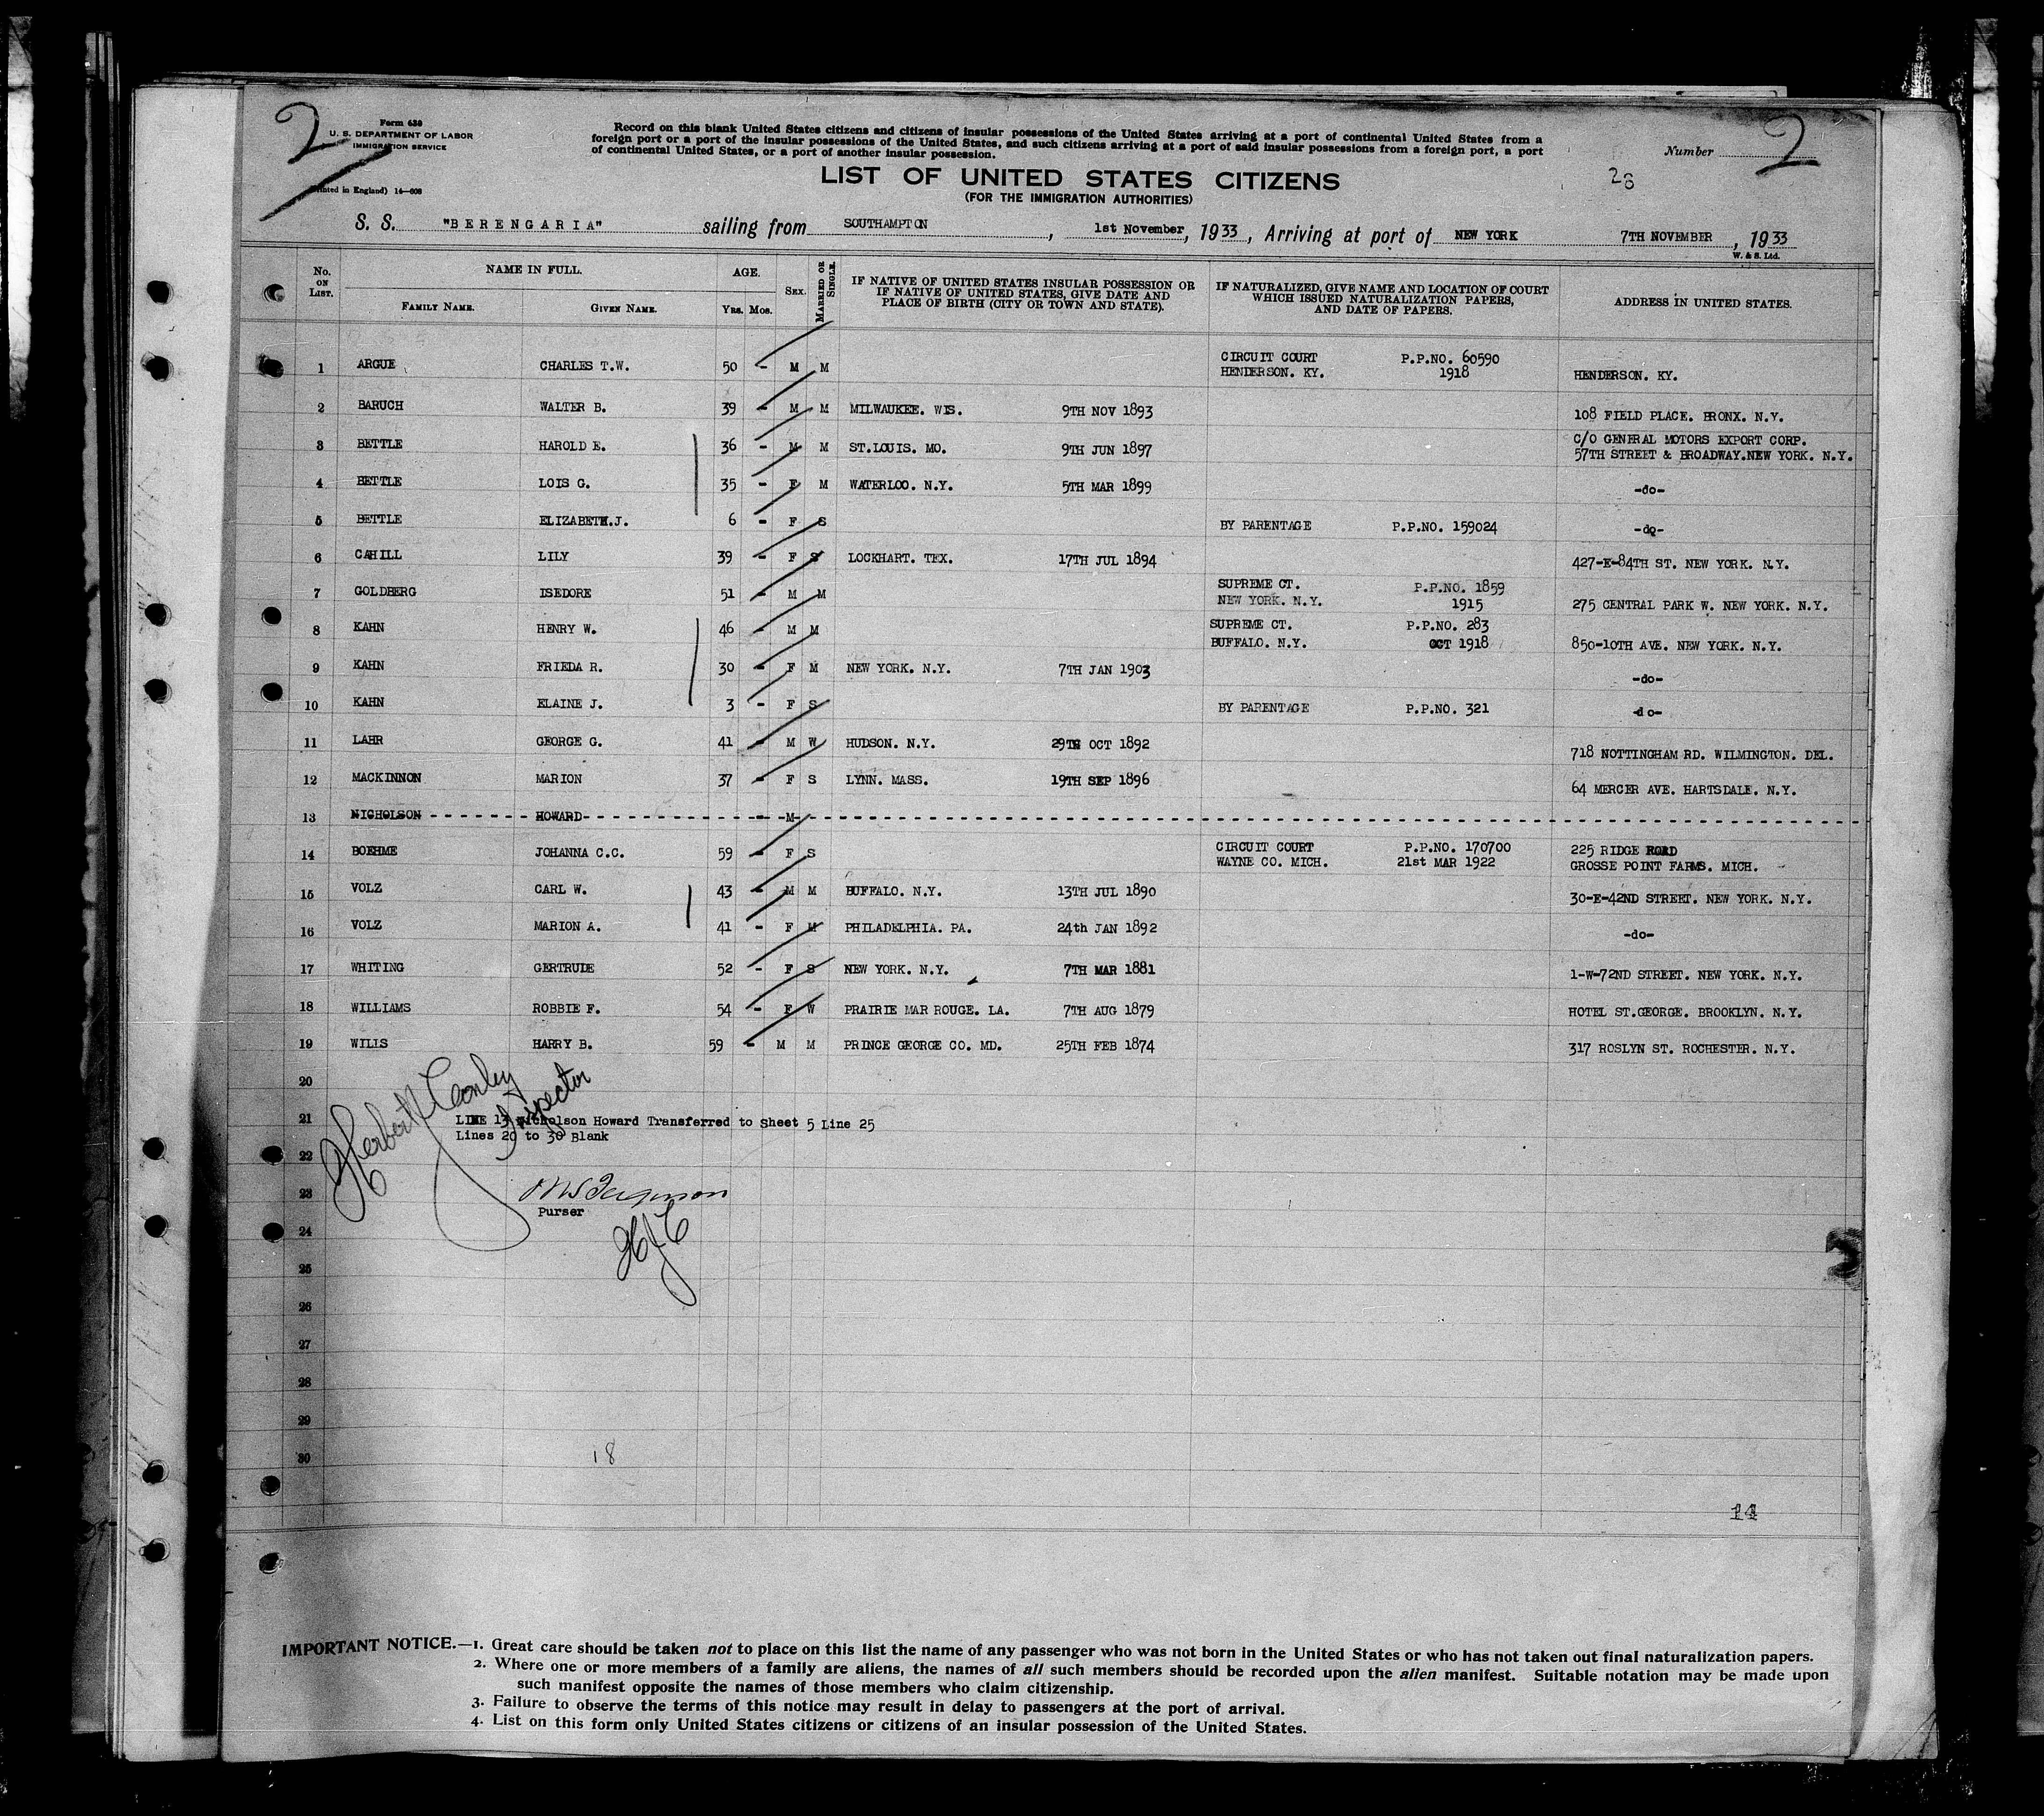 2
2
Form 630
U. S. DEPARTMENT OF LABOR
IMMIGRATION SERVICE
(Printed in England) 14—608
Record on this blank United States citizens and citizens of insular possessions of the United States arriving at a port of continental United States from a
foreign port or a port of the insular possessions of the United States, and such citizens arriving at a port of said insular possessions from a foreign port, a port
of continental United States, or a port of another insular possession.
Number
LIST OF UNITED STATES CITIZENS
(FOR THE IMMIGRATION AUTHORITIES)
S. S. "BERENGARIA" sailing from SOUTHAMPTON, 1st November, 1933, Arriving at port of NEW YORK 7TH NOVEMBER, 1933
W. & S. Ltd.
No. ON LIST. NAME IN FULL. FAMILY NAME. GIVEN NAME. AGE. YRS. MOS. SEX. MARRIED OR SINGLE. IF NATIVE OF UNITED STATES INSULAR POSSESSION OR IF NATIVE OF UNITED STATES, GIVE DATE AND PLACE OF BIRTH (CITY OR TOWN AND STATE). IF NATURALIZED, GIVE NAME AND LOCATION OF COURT WHICH ISSUED NATURALIZATION PAPERS, AND DATE OF PAPERS. ADDRESS IN UNITED STATES.
1 ARGUE CHARLES T.W. 50 - M M CIRCUIT COURT P.P.NO. 60590
HENDERSON. KY. 1918 HENDERSON. KY.
2 BARUCH WALTER B. 39 - M M MILWAUKEE. WIS. 9TH NOV 1893 108 FIELD PLACE. BRONX. N.Y.
3 BETTLE HAROLD E. 36 - M M ST.LOUIS. MO. 9TH JUN 1897 C/O GENERAL MOTORS EXPORT CORP.
57TH STREET & BROADWAY.NEW YORK. N.Y.
4 BETTLE LOIS G. 35 - F M WATERLOO. N.Y. 5TH MAR 1899 -do-
5 BETTLE ELIZABETH.J. 6 - F S BY PARENTAGE P.P.NO. 159024 -do-
6 CAHILL LILY 39 - F S LOCKHART. TEX. 17TH JUL 1894 427-E-84TH ST. NEW YORK. N.Y.
7 GOLDBERG ISEDORE 51 - M M SUPREME CT. P.P.NO. 1859
NEW YORK. N.Y. 1915 275 CENTRAL PARK W. NEW YORK. N.Y.
8 KAHN HENRY W. 46 - M M SUPREME CT. P.P.NO. 283
BUFFALO. N.Y. OCT 1918 850-10TH AVE. NEW YORK. N.Y.
9 KAHN FRIEDA R. 30 - F M NEW YORK. N.Y. 7TH JAN 1903 -do-
10 KAHN ELAINE J. 3 - F S BY PARENTAGE P.P.NO. 321 -do-
11 LAHR GEORGE G. 41 - M W HUDSON. N.Y. 29TH OCT 1892 718 NOTTINGHAM RD. WILMINGTON. DEL.
12 MACKINNON MARION 37 - F S LYNN. MASS. 19TH SEP 1896 64 MERCER AVE. HARTSDALE. N.Y.
13 NICHOLSON HOWARD - M
14 BOEHME JOHANNA C.C. 59 - F S CIRCUIT COURT P.P.NO. 170700 225 RIDGE ROAD
WAYNE CO. MICH. 21st MAR 1922 GROSSE POINT FARMS. MICH.
15 VOLZ CARL W. 43 - M M BUFFALO. N.Y. 13TH JUL 1890 30-E-42ND STREET. NEW YORK. N.Y.
16 VOLZ MARION A. 41 - F M PHILADELPHIA. PA. 24th JAN 1892 -do-
17 WHITING GERTRUDE 52 - F S NEW YORK. N.Y. 7TH MAR 1881 1-W-72ND STREET. NEW YORK. N.Y.
18 WILLIAMS ROBBIE F. 54 - F W PRAIRIE MAR ROUGE. LA. 7TH AUG 1879 HOTEL ST.GEORGE. BROOKLYN. N.Y.
19 WILLS HARRY B. 59 - M M PRINCE GEORGE CO. MD. 25TH FEB 1874 317 ROSLYN ST. ROCHESTER. N.Y.
20
Inspector
21 LINE 13 Nicholson Howard Transferred to Sheet 5 Line 25
Lines 20 to 30 Blank
22
23
Purser
24
25
26
27
28
29
30
18
IMPORTANT NOTICE.—1. Great care should be taken not to place on this list the name of any passenger who was not born in the United States or who has not taken out final naturalization papers.
2. Where one or more members of a family are aliens, the names of all such members should be recorded upon the alien manifest. Suitable notation may be made upon
such manifest opposite the names of those members who claim citizenship.
3. Failure to observe the terms of this notice may result in delay to passengers at the port of arrival.
4. List on this form only United States citizens or citizens of an insular possession of the United States.